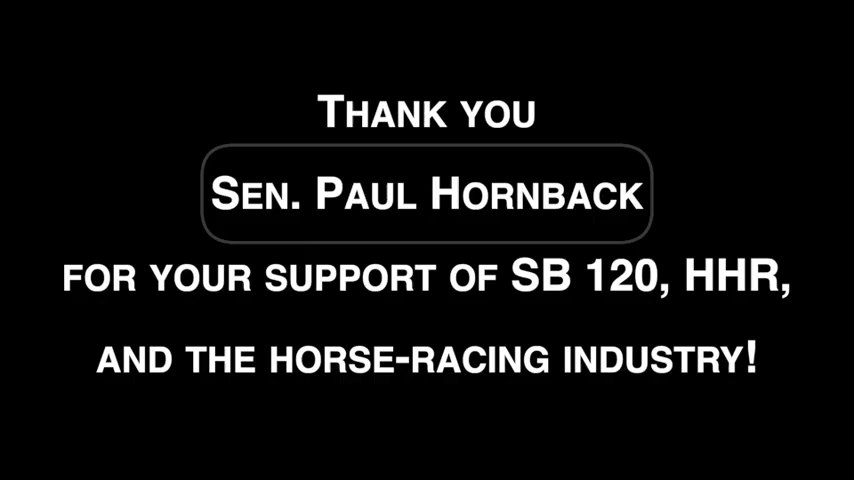 Thank you
Sen. Paul Hornback
for your support of SB 120, HHR,
and the horse-racing industry!